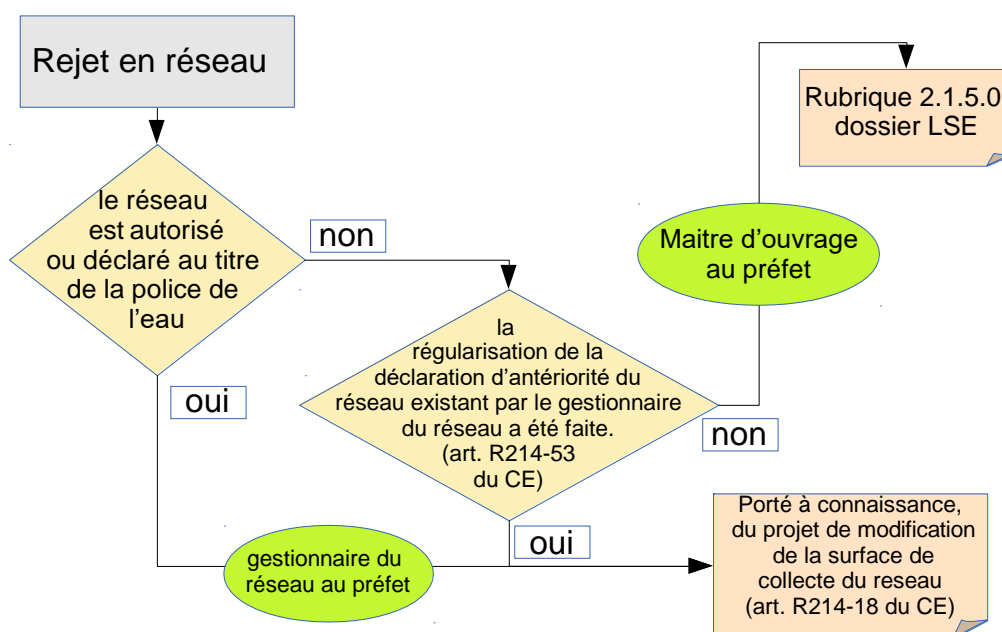 Rejet en réseau
le réseau
est autorisé
ou déclaré au titre
de la police de
l'eau
non
oui
la
régularisation de la
déclaration d'antériorité du
réseau existant par le gestionnaire
du réseau a été faite.
(art. R214-53
du CE)
non
oui
Maitre d'ouvrage
au préfet
Rubrique 2.1.5.0
dossier LSE
gestionnaire du
réseau au préfet
Porté à connaissance,
du projet de modification
de la surface de
collecte du reseau
(art. R214-18 du CE)